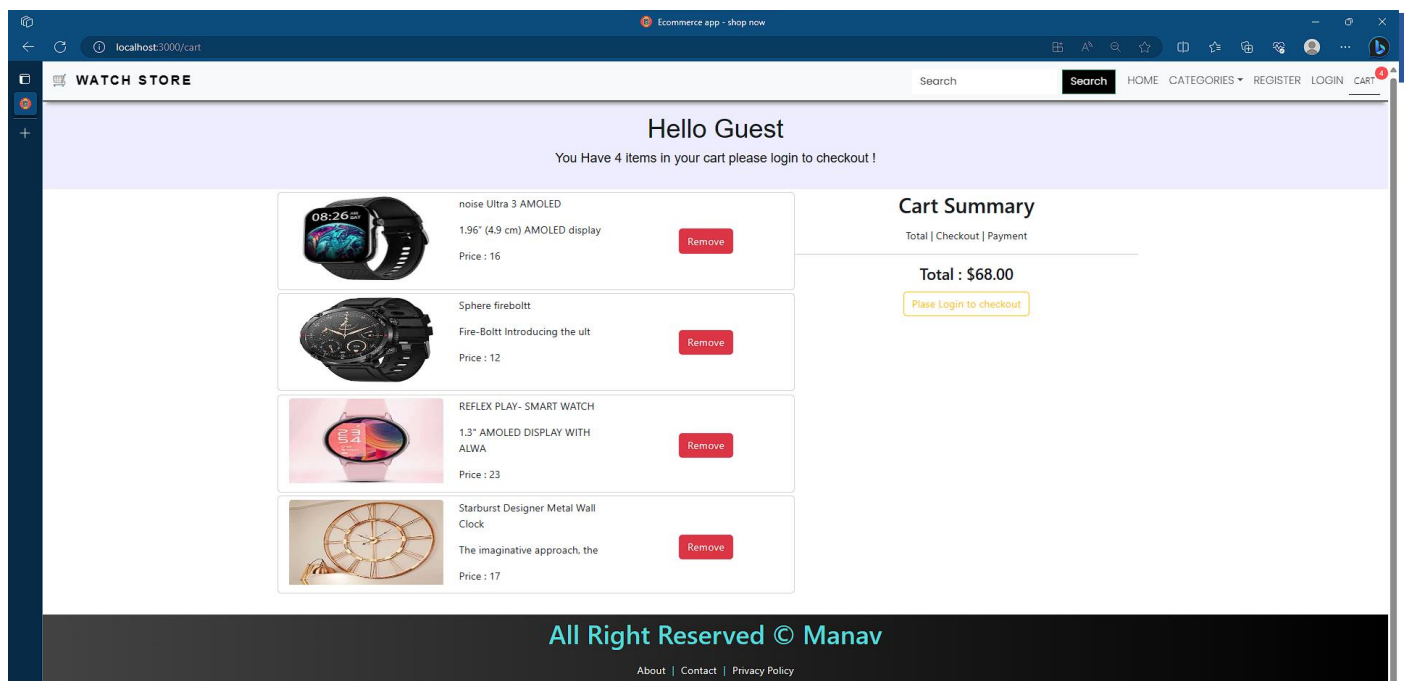 Ecommerce app - shop now
localhost:3000/cart
WATCH STORE
Search
Search
HOME CATEGORIES REGISTER LOGIN CART 4
Hello Guest
You Have 4 items in your cart please login to checkout !
08:26 AM
SAT
noise Ultra 3 AMOLED
1.96" (4.9 cm) AMOLED display
Price : 16
Remove
Sphere fireboltt
Fire-Boltt Introducing the ult
Price : 12
Remove
REFLEX PLAY- SMART WATCH
1.3" AMOLED DISPLAY WITH
ALWA
Price : 23
Remove
Starburst Designer Metal Wall
Clock
The imaginative approach, the
Price : 17
Remove
Cart Summary
Total | Checkout | Payment
Total : $68.00
Plase Login to checkout
All Right Reserved © Manav
About | Contact | Privacy Policy